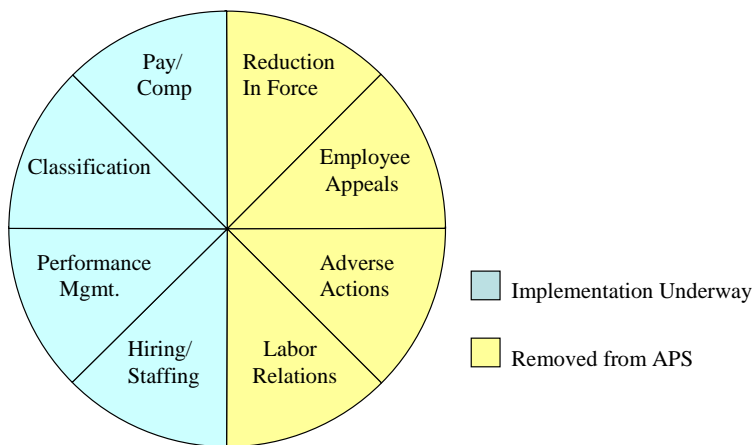 Pay/
Comp
Reduction
In Force
Classification
Employee
Appeals
Performance
Mgmt.
Adverse
Actions
Hiring/
Staffing
Labor
Relations
Implementation Underway
Removed from APS